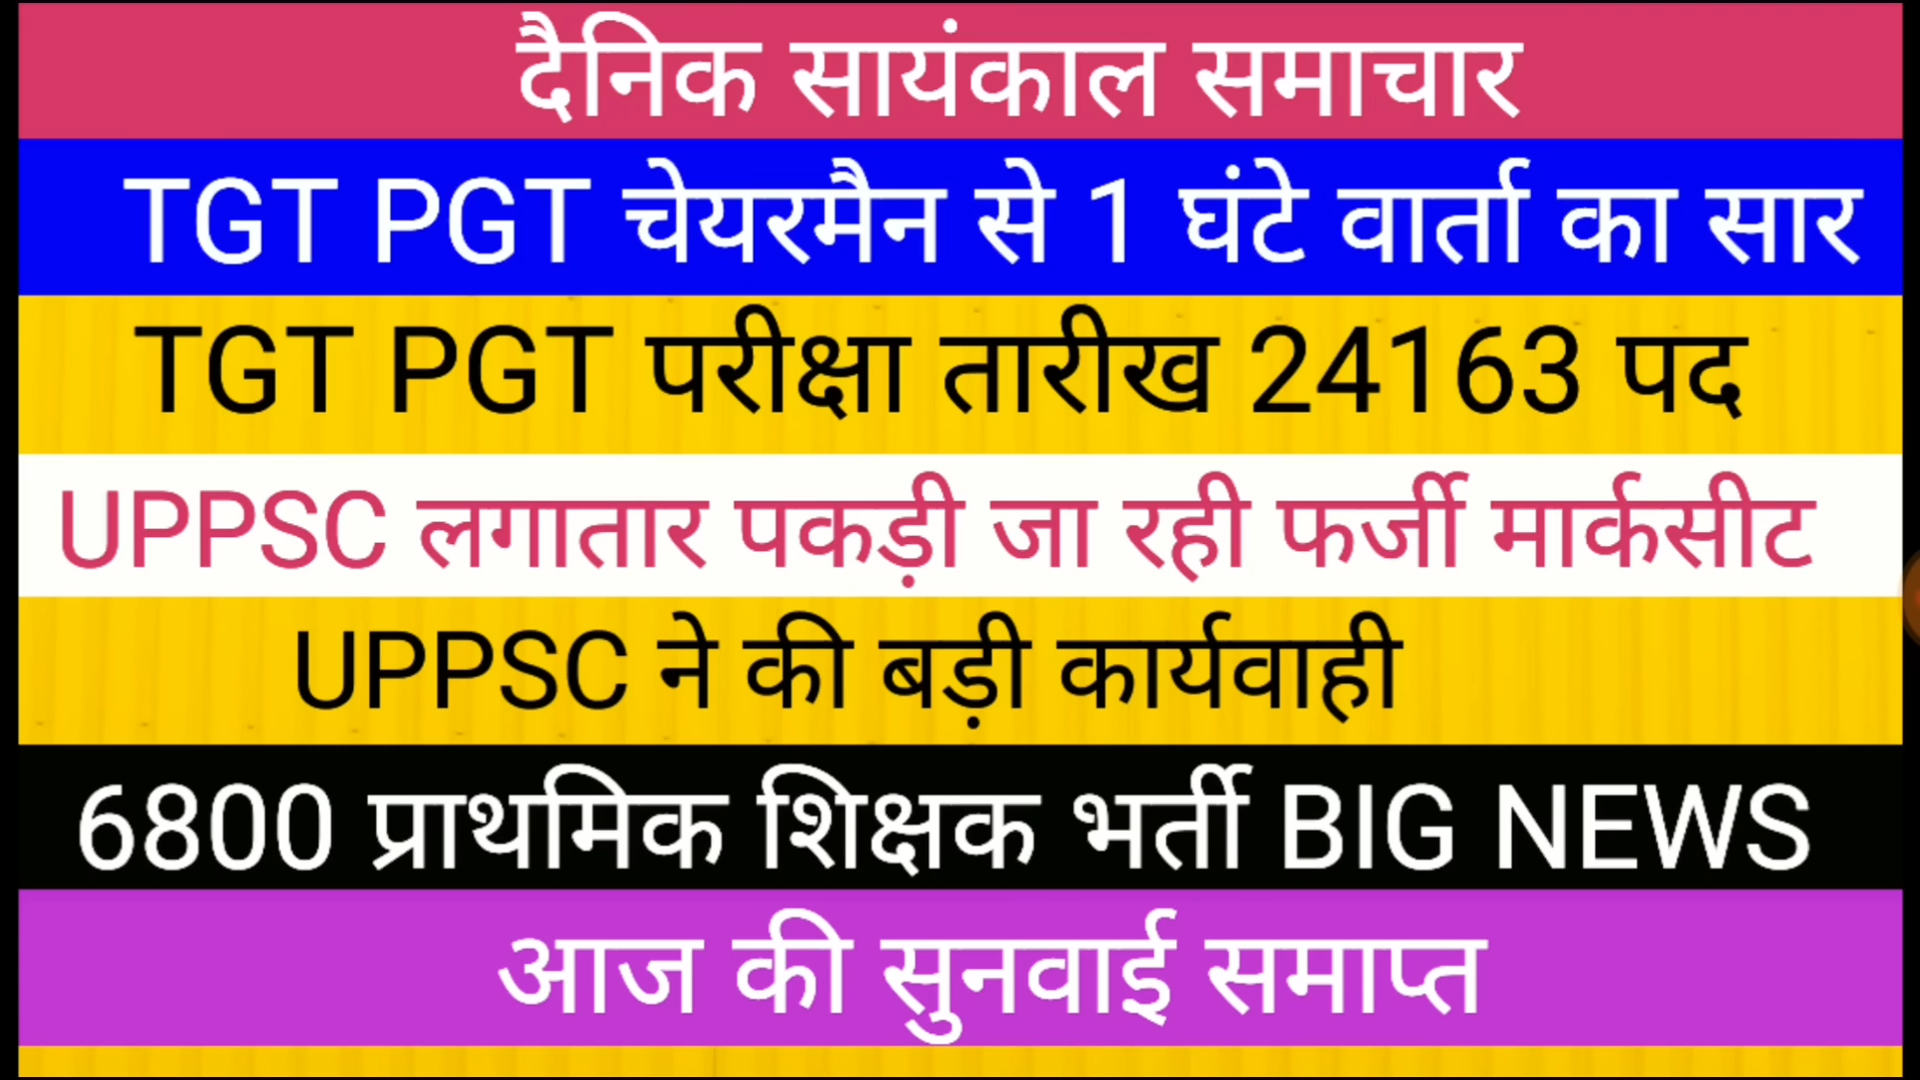 दैनिक सायंकाल समाचार
TGT PGT चेयरमैन से 1 घंटे वार्ता का सार
TGT PGT परीक्षा तारीख 24163 पद
UPPSC लगातार पकड़ी जा रही फर्जी मार्कसीट
UPPSC ने की बड़ी कार्यवाही
6800 प्राथमिक शिक्षक भर्ती BIG NEWS
आज की सुनवाई समाप्त